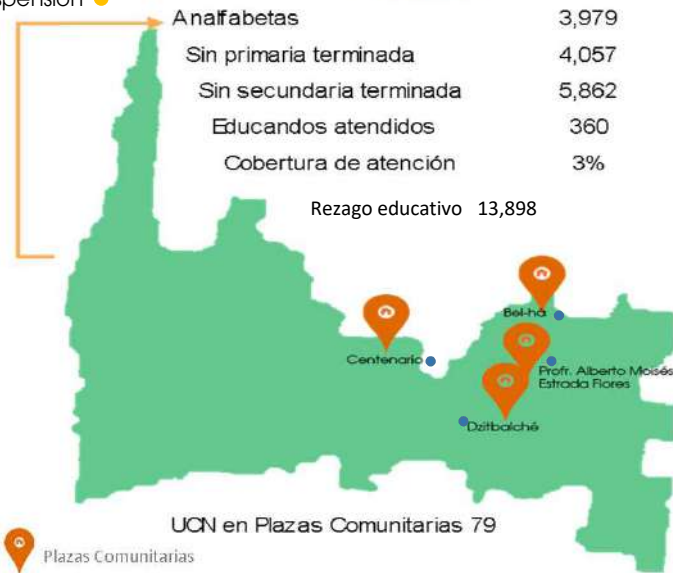 Analfabetas 3,979
Sin primaria terminada 4,057
Sin secundaria terminada 5,862
Educandos atendidos 360
Cobertura de atención 3%
Rezago educativo 13,898
Bel-há
Centenario
Profr. Alberto Moisés
Estrada Flores
Dzitbalché
UCN en Plazas Comunitarias 79
Plazas Comunitarias